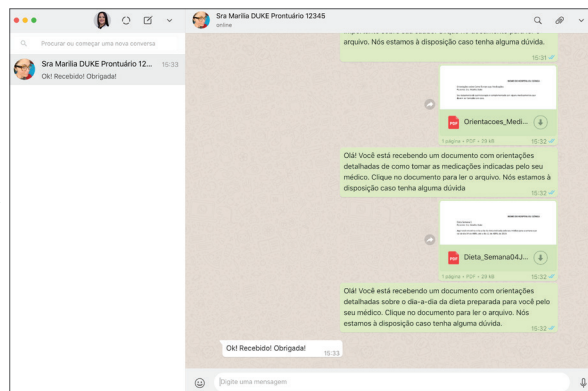 Sra Marilia DUKE Prontuário 12345
online
Procurar ou começar uma nova conversa
Sra Marilia DUKE Prontuário 12... 15:33
Ok! Recebido! Obrigada!
arquivo. Nós estamos à disposição caso tenha alguma dúvida.
15:31
PDF Orientacoes_Medi...
1 página • PDF • 29 kB 15:32
Olá! Você está recebendo um documento com orientações
detalhadas de como tomar as medicações indicadas pelo seu
médico. Clique no documento para ler o arquivo. Nós estamos à
disposição caso tenha alguma dúvida
15:32
PDF Dieta_Semana04J...
1 página • PDF • 28 kB 15:32
Olá! Você está recebendo um documento com orientações
detalhadas sobre o dia-a-dia da dieta preparada para você pelo
seu médico. Clique no documento para ler o arquivo. Nós
estamos à disposição caso tenha alguma dúvida.
15:32
Ok! Recebido! Obrigada!
15:33
Digite uma mensagem